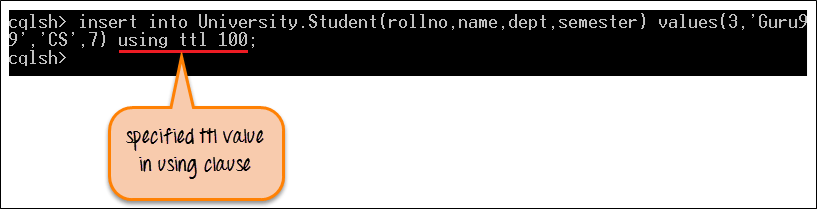 cqlsh> insert into University.Student(rollno,name,dept,semester) values(3,'Guru9
9','CS',7) using ttl 100;
cqlsh>
specified ttl value
in using clause